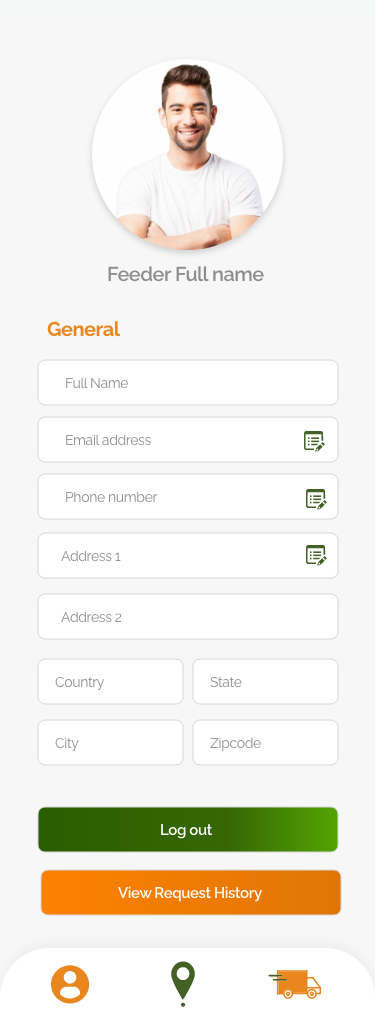 Feeder Full name
General
Full Name
Email address
Phone number
Address 1
Address 2
Country
State
City
Zipcode
Log out
View Request History